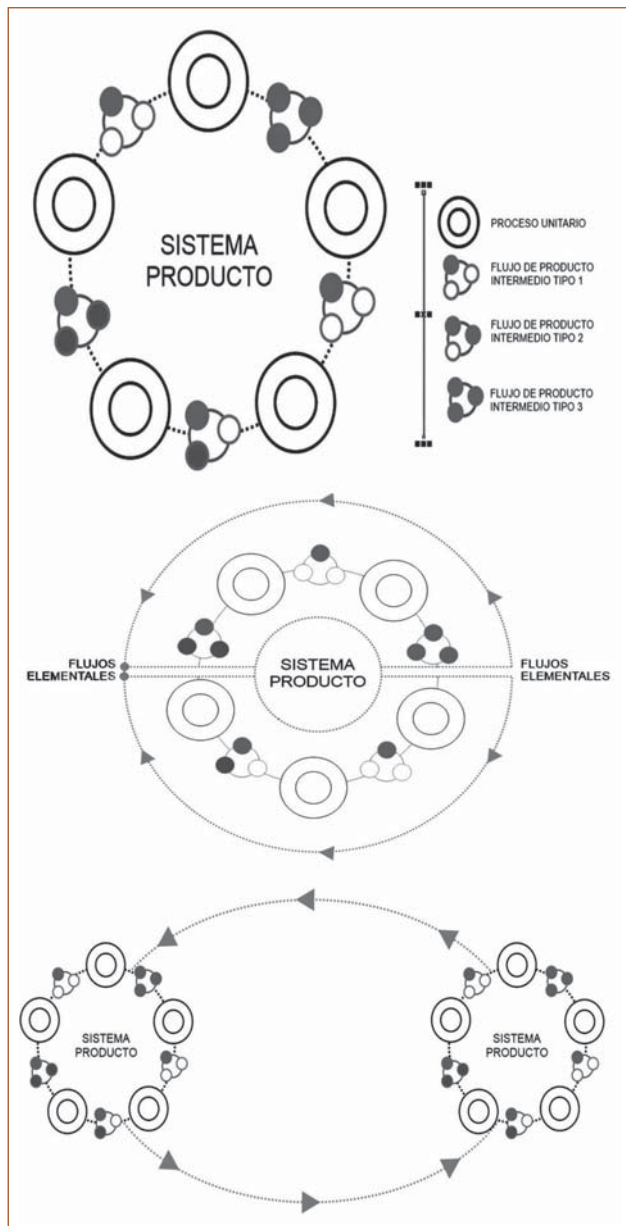 SISTEMA
PRODUCTO
PROCESO UNITARIO
FLUJO DE PRODUCTO
INTERMEDIO TIPO 1
FLUJO DE PRODUCTO
INTERMEDIO TIPO 2
FLUJO DE PRODUCTO
INTERMEDIO TIPO 3
FLUJOS
ELEMENTALES
SISTEMA
PRODUCTO
FLUJOS
ELEMENTALES
SISTEMA
PRODUCTO
SISTEMA
PRODUCTO